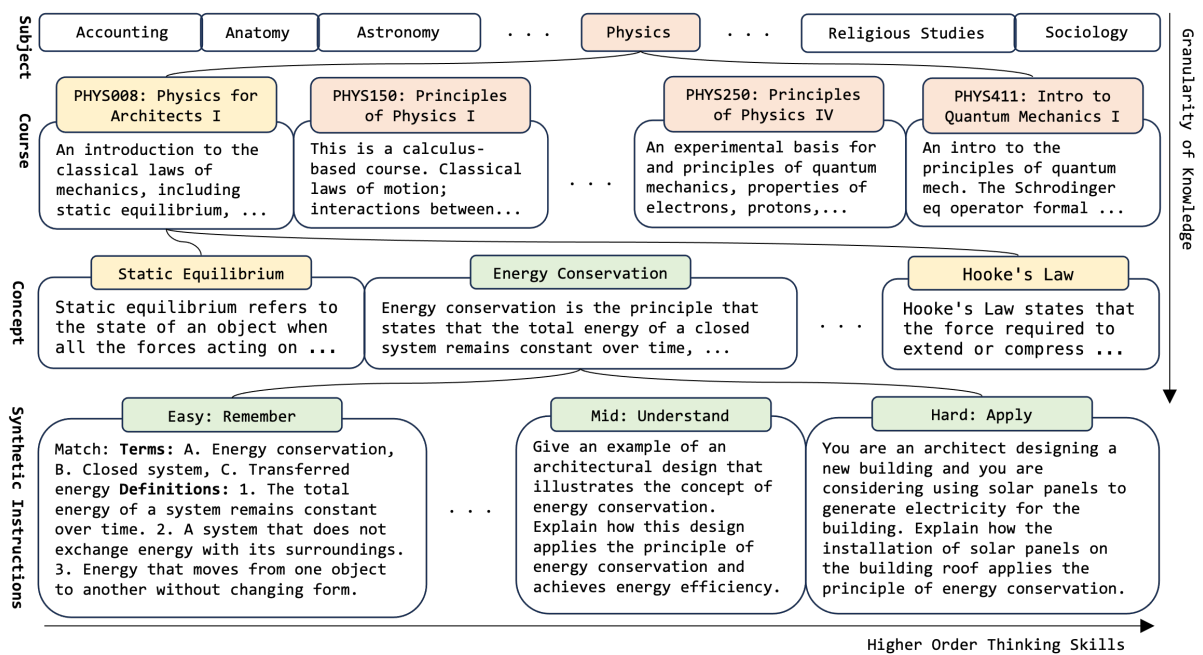 Subject
Accounting
Anatomy
Astronomy
. . .
Physics
. . .
Religious Studies
Sociology
Granularity of Knowledge
Course
PHYS008: Physics for
Architects I
An introduction to the
classical laws of
mechanics, including
static equilibrium, ...
PHYS150: Principles
of Physics I
This is a calculus-
based course. Classical
laws of motion;
interactions between...
. . .
PHYS250: Principles
of Physics IV
An experimental basis for
and principles of quantum
mechanics, properties of
electrons, protons,...
PHYS411: Intro to
Quantum Mechanics I
An intro to the
principles of quantum
mech. The Schrodinger
eq operator formal ...
Concept
Static Equilibrium
Static equilibrium refers to
the state of an object when
all the forces acting on ...
Energy Conservation
Energy conservation is the principle that
states that the total energy of a closed
system remains constant over time, ...
. . .
Hooke's Law
Hooke's Law states that
the force required to
extend or compress ...
Synthetic Instructions
Easy: Remember
Match: Terms: A. Energy conservation,
B. Closed system, C. Transferred
energy Definitions: 1. The total
energy of a system remains constant
over time. 2. A system that does not
exchange energy with its surroundings.
3. Energy that moves from one object
to another without changing form.
. . .
Mid: Understand
Give an example of an
architectural design that
illustrates the concept of
energy conservation.
Explain how this design
applies the principle of
energy conservation and
achieves energy efficiency.
Hard: Apply
You are an architect designing a
new building and you are
considering using solar panels to
generate electricity for the
building. Explain how the
installation of solar panels on
the building roof applies the
principle of energy conservation.
Higher Order Thinking Skills